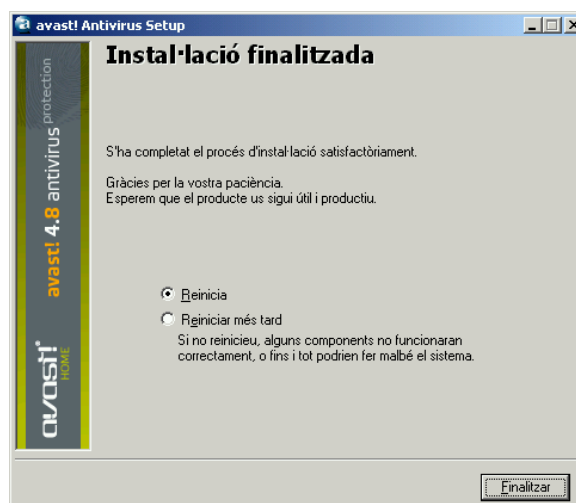 avast! Antivirus Setup
Instal·lació finalitzada
S'ha completat el procés d'instal·lació satisfactòriament.
Gràcies per la vostra paciència.
Esperem que el producte us sigui útil i productiu.
Reinicia
Reiniciar més tard
Si no reinicieu, alguns components no funcionaran
correctament, o fins i tot podrien fer malbé el sistema.
avast! 4.8 antivirus protection
avast!
HOME
Finalitzar